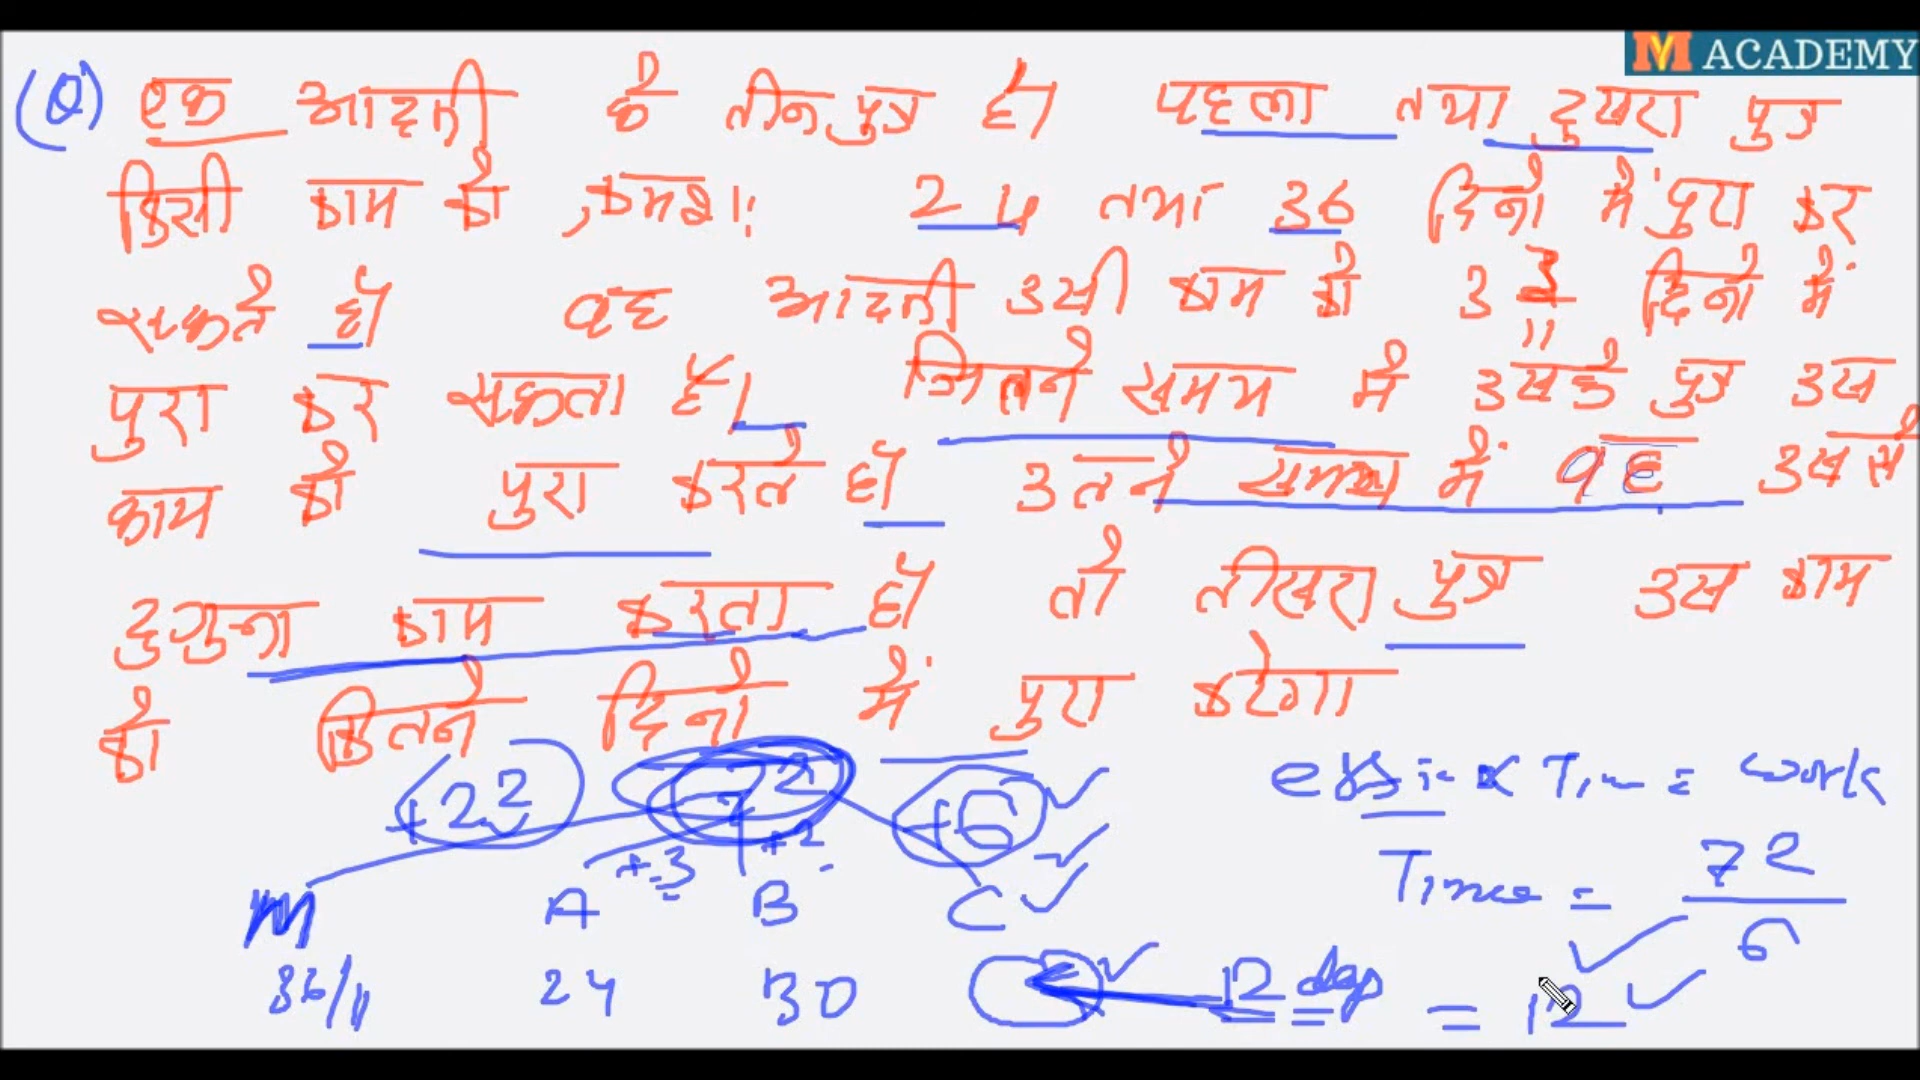 M ACADEMY
(Q) एक आदमी के तीन पुत्र है। पहला तथा दुसरा पुत्र
किसी काम को क्रमशः 24 तथा 36 दिनो में पुरा कर
सकते है। वह आदमी उसी काम को 3 3/11 दिनो में
पुरा कर सकता है। जितने समय में उसके पुत्र उस
काम को पुरा करते है। उतने समय में वह उससे
दुगुना काम करता है। तो तीसरा पुत्र उस काम
को कितने दिनो में पुरा करेगा
+22 72 +6
+3 +2
M A B C
36/11 24 30 12 day
effi × Time = work
Time = 72/6
= 12